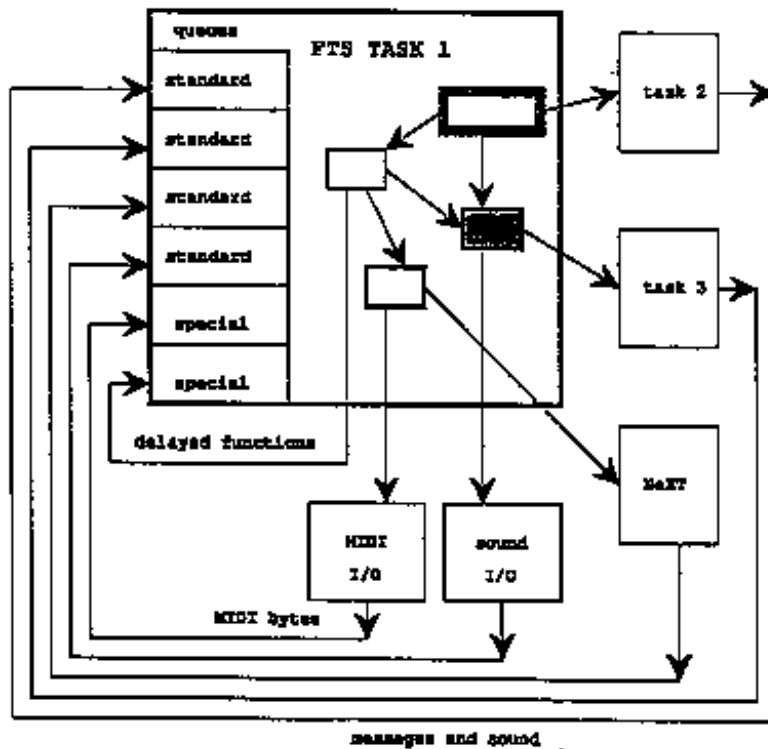 queues
FTS TASK 1
standard
standard
standard
standard
special
special
task 2
task 3
NeXT
delayed functions
MIDI
I/O
sound
I/O
MIDI bytes
messages and sound